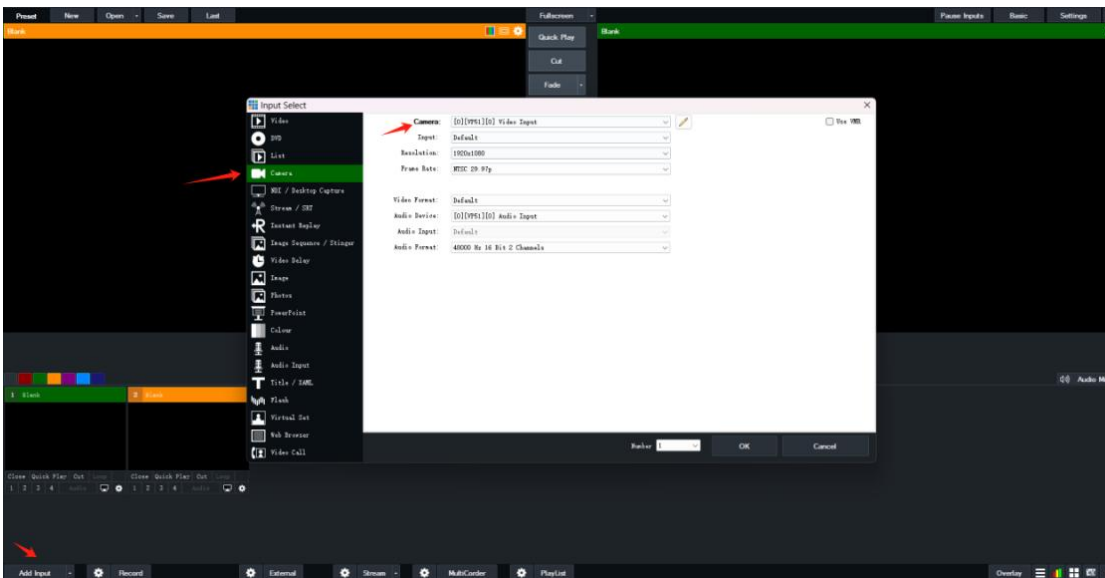 Preset New Open Save Last Fullscreen Pause Inputs Basic Settings
Blank Blank
Quick Play
Cut
Fade
Input Select
Video
DVD
List
Camera
NDI / Desktop Capture
Stream / SRT
Instant Replay
Image Sequence / Stinger
Video Delay
Image
Photos
PowerPoint
Colour
Audio
Audio Input
Title / XAML
Flash
Virtual Set
Web Browser
Video Call
Camera: [0][VPS1][0] Video Input Use VMR
Input: Default
Resolution: 1920x1080
Frame Rate: NTSC 29.97p
Video Format: Default
Audio Device: [0][VPS1][0] Audio Input
Audio Input: Default
Audio Format: 48000 Hz 16 Bit 2 Channels
Number 1 OK Cancel
Audio M
1 Blank 2 Blank
Close Quick Play Cut Loop Close Quick Play Cut Loop
1 2 3 4 Audio 1 2 3 4 Audio
Add Input Record External Stream MultiCorder PlayList Overlay